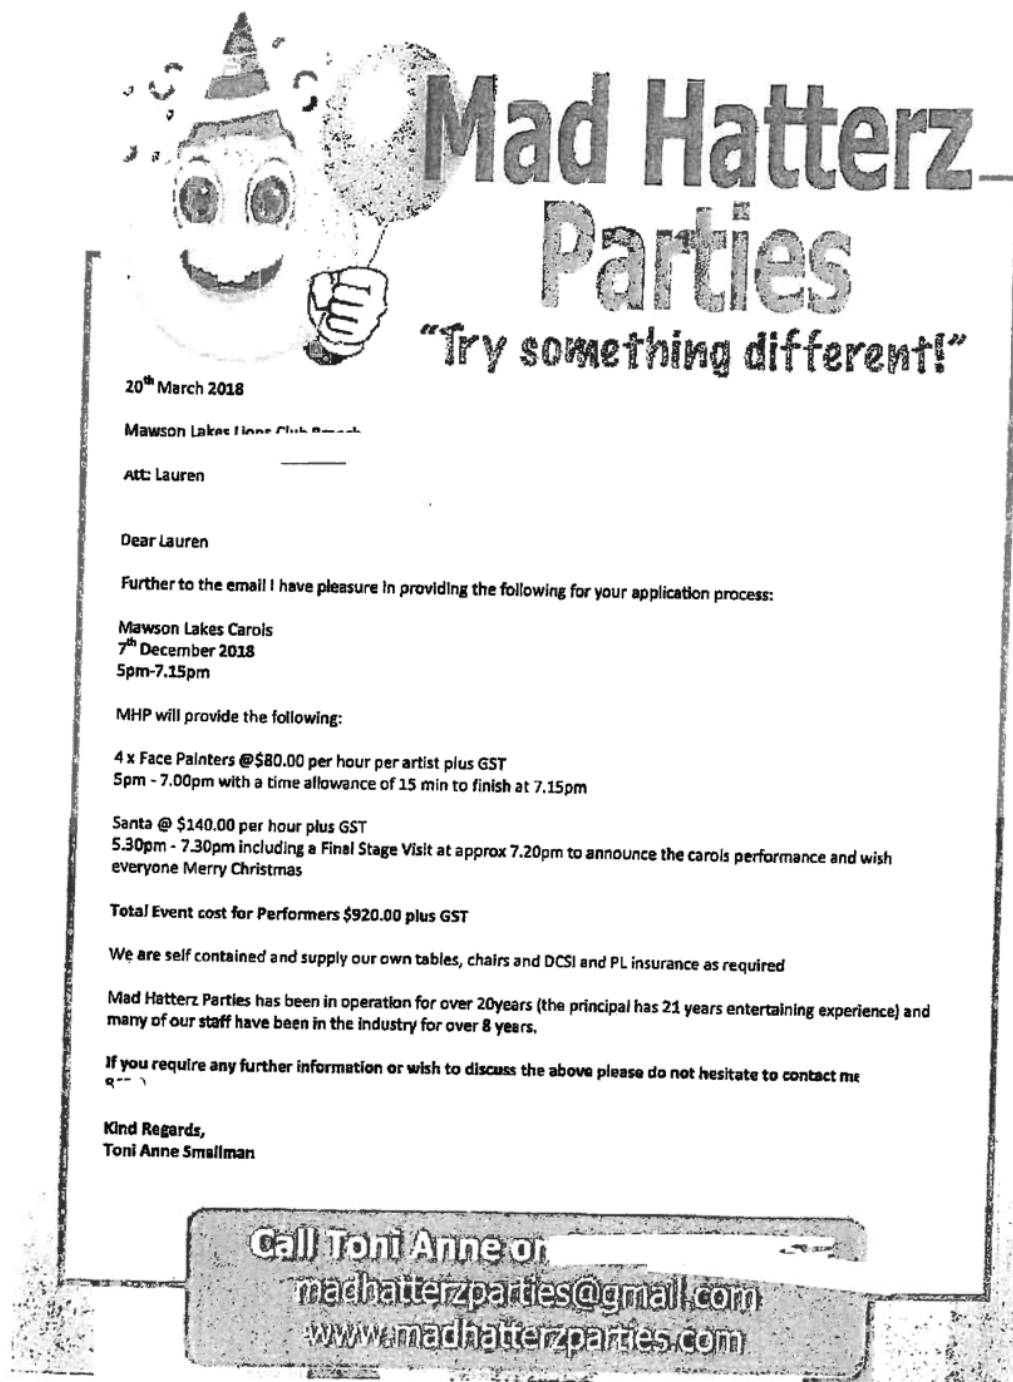 Mad Hatterz
Parties
"Try something different!"
20th March 2018
Mawson Lakes Lions Club
Att: Lauren
Dear Lauren
Further to the email I have pleasure in providing the following for your application process:
Mawson Lakes Carols
7th December 2018
5pm-7.15pm
MHP will provide the following:
4 x Face Painters @$80.00 per hour per artist plus GST
5pm - 7.00pm with a time allowance of 15 min to finish at 7.15pm
Santa @ $140.00 per hour plus GST
5.30pm - 7.30pm including a Final Stage Visit at approx 7.20pm to announce the carols performance and wish
everyone Merry Christmas
Total Event cost for Performers $920.00 plus GST
We are self contained and supply our own tables, chairs and DCSI and PL insurance as required
Mad Hatterz Parties has been in operation for over 20years (the principal has 21 years entertaining experience) and
many of our staff have been in the industry for over 8 years.
If you require any further information or wish to discuss the above please do not hesitate to contact me
Kind Regards,
Toni Anne Smallman
Call Toni Anne on
madhatterzparties@gmail.com
www.madhatterzparties.com